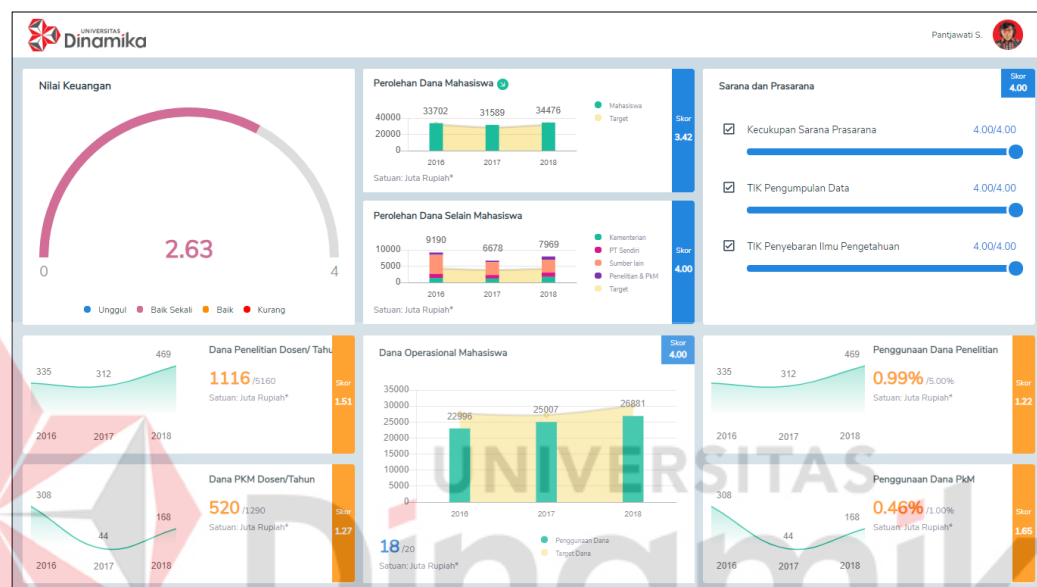 UNIVERSITAS
Dinamika
Pantjawati S.
Nilai Keuangan
2.63
0
4
Unggul Baik Sekali Baik Kurang
Perolehan Dana Mahasiswa
33702 31589 34476
40000
20000
0
2016 2017 2018
Mahasiswa
Target
Satuan: Juta Rupiah*
Skor
3.42
Perolehan Dana Selain Mahasiswa
9190 6678 7969
10000
5000
0
2016 2017 2018
Kementerian
PT Sendiri
Sumber lain
Penelitian & PkM
Target
Satuan: Juta Rupiah*
Skor
4.00
Sarana dan Prasarana
Skor
4.00
Kecukupan Sarana Prasarana 4.00/4.00
TIK Pengumpulan Data 4.00/4.00
TIK Penyebaran Ilmu Pengetahuan 4.00/4.00
335 312 469
2016 2017 2018
Dana Penelitian Dosen/ Tahu
1116 /5160
Satuan: Juta Rupiah*
Skor
1.51
308 44 168
2016 2017 2018
Dana PKM Dosen/Tahun
520 /1290
Satuan: Juta Rupiah*
Skor
1.27
Dana Operasional Mahasiswa
Skor
4.00
35000
30000
25000
20000
15000
10000
5000
0
22996 25007 26881
2016 2017 2018
Penggunaan Dana
Target Dana
18 /20
Satuan: Juta Rupiah*
335 312 469
2016 2017 2018
Penggunaan Dana Penelitian
0.99% /5.00%
Satuan: Juta Rupiah*
Skor
1.22
308 44 168
2016 2017 2018
Penggunaan Dana PkM
0.46% /1.00%
Satuan: Juta Rupiah*
Skor
1.65
UNIVERSITAS
Dinamik